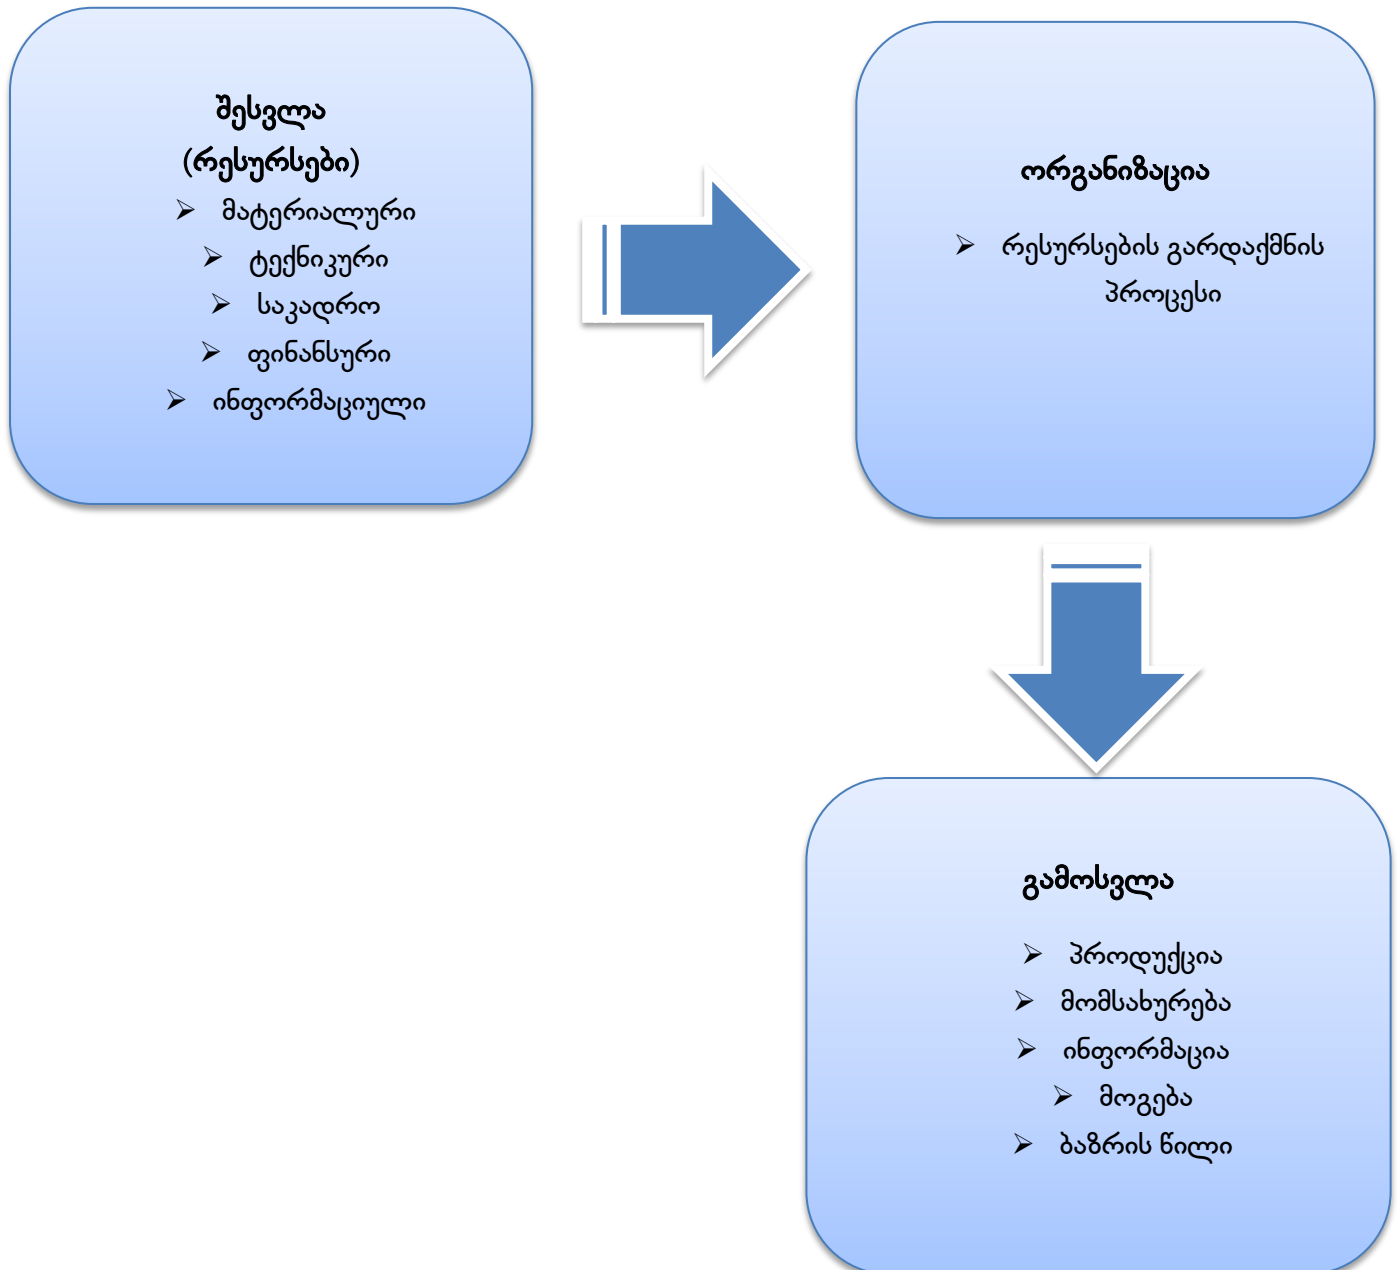 შესვლა
(რესურსები)
➢ მატერიალური
➢ ტექნიკური
➢ საკადრო
➢ ფინანსური
➢ ინფორმაციული
ორგანიზაცია
➢ რესურსების გარდაქმნის
პროცესი
გამოსვლა
➢ პროდუქცია
➢ მომსახურება
➢ ინფორმაცია
➢ მოგება
➢ ბაზრის წილი